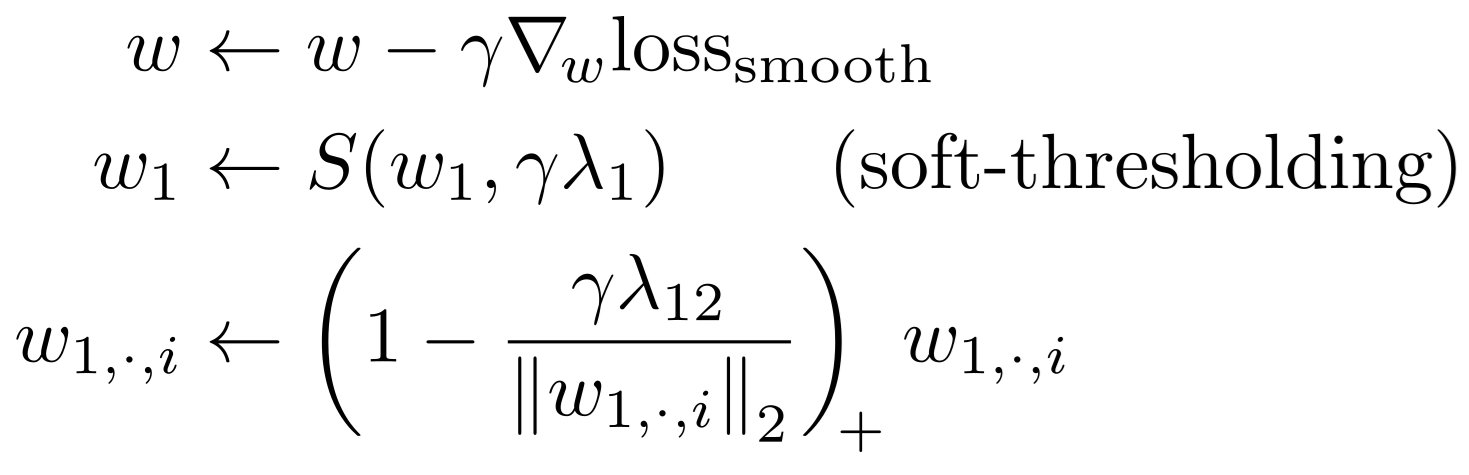 w ← w − γ∇_w loss_smooth
w_1 ← S(w_1, γλ_1) (soft-thresholding)
w_{1,·,i} ← (1 − γλ_{12} / ‖w_{1,·,i}‖_2)_+ w_{1,·,i}